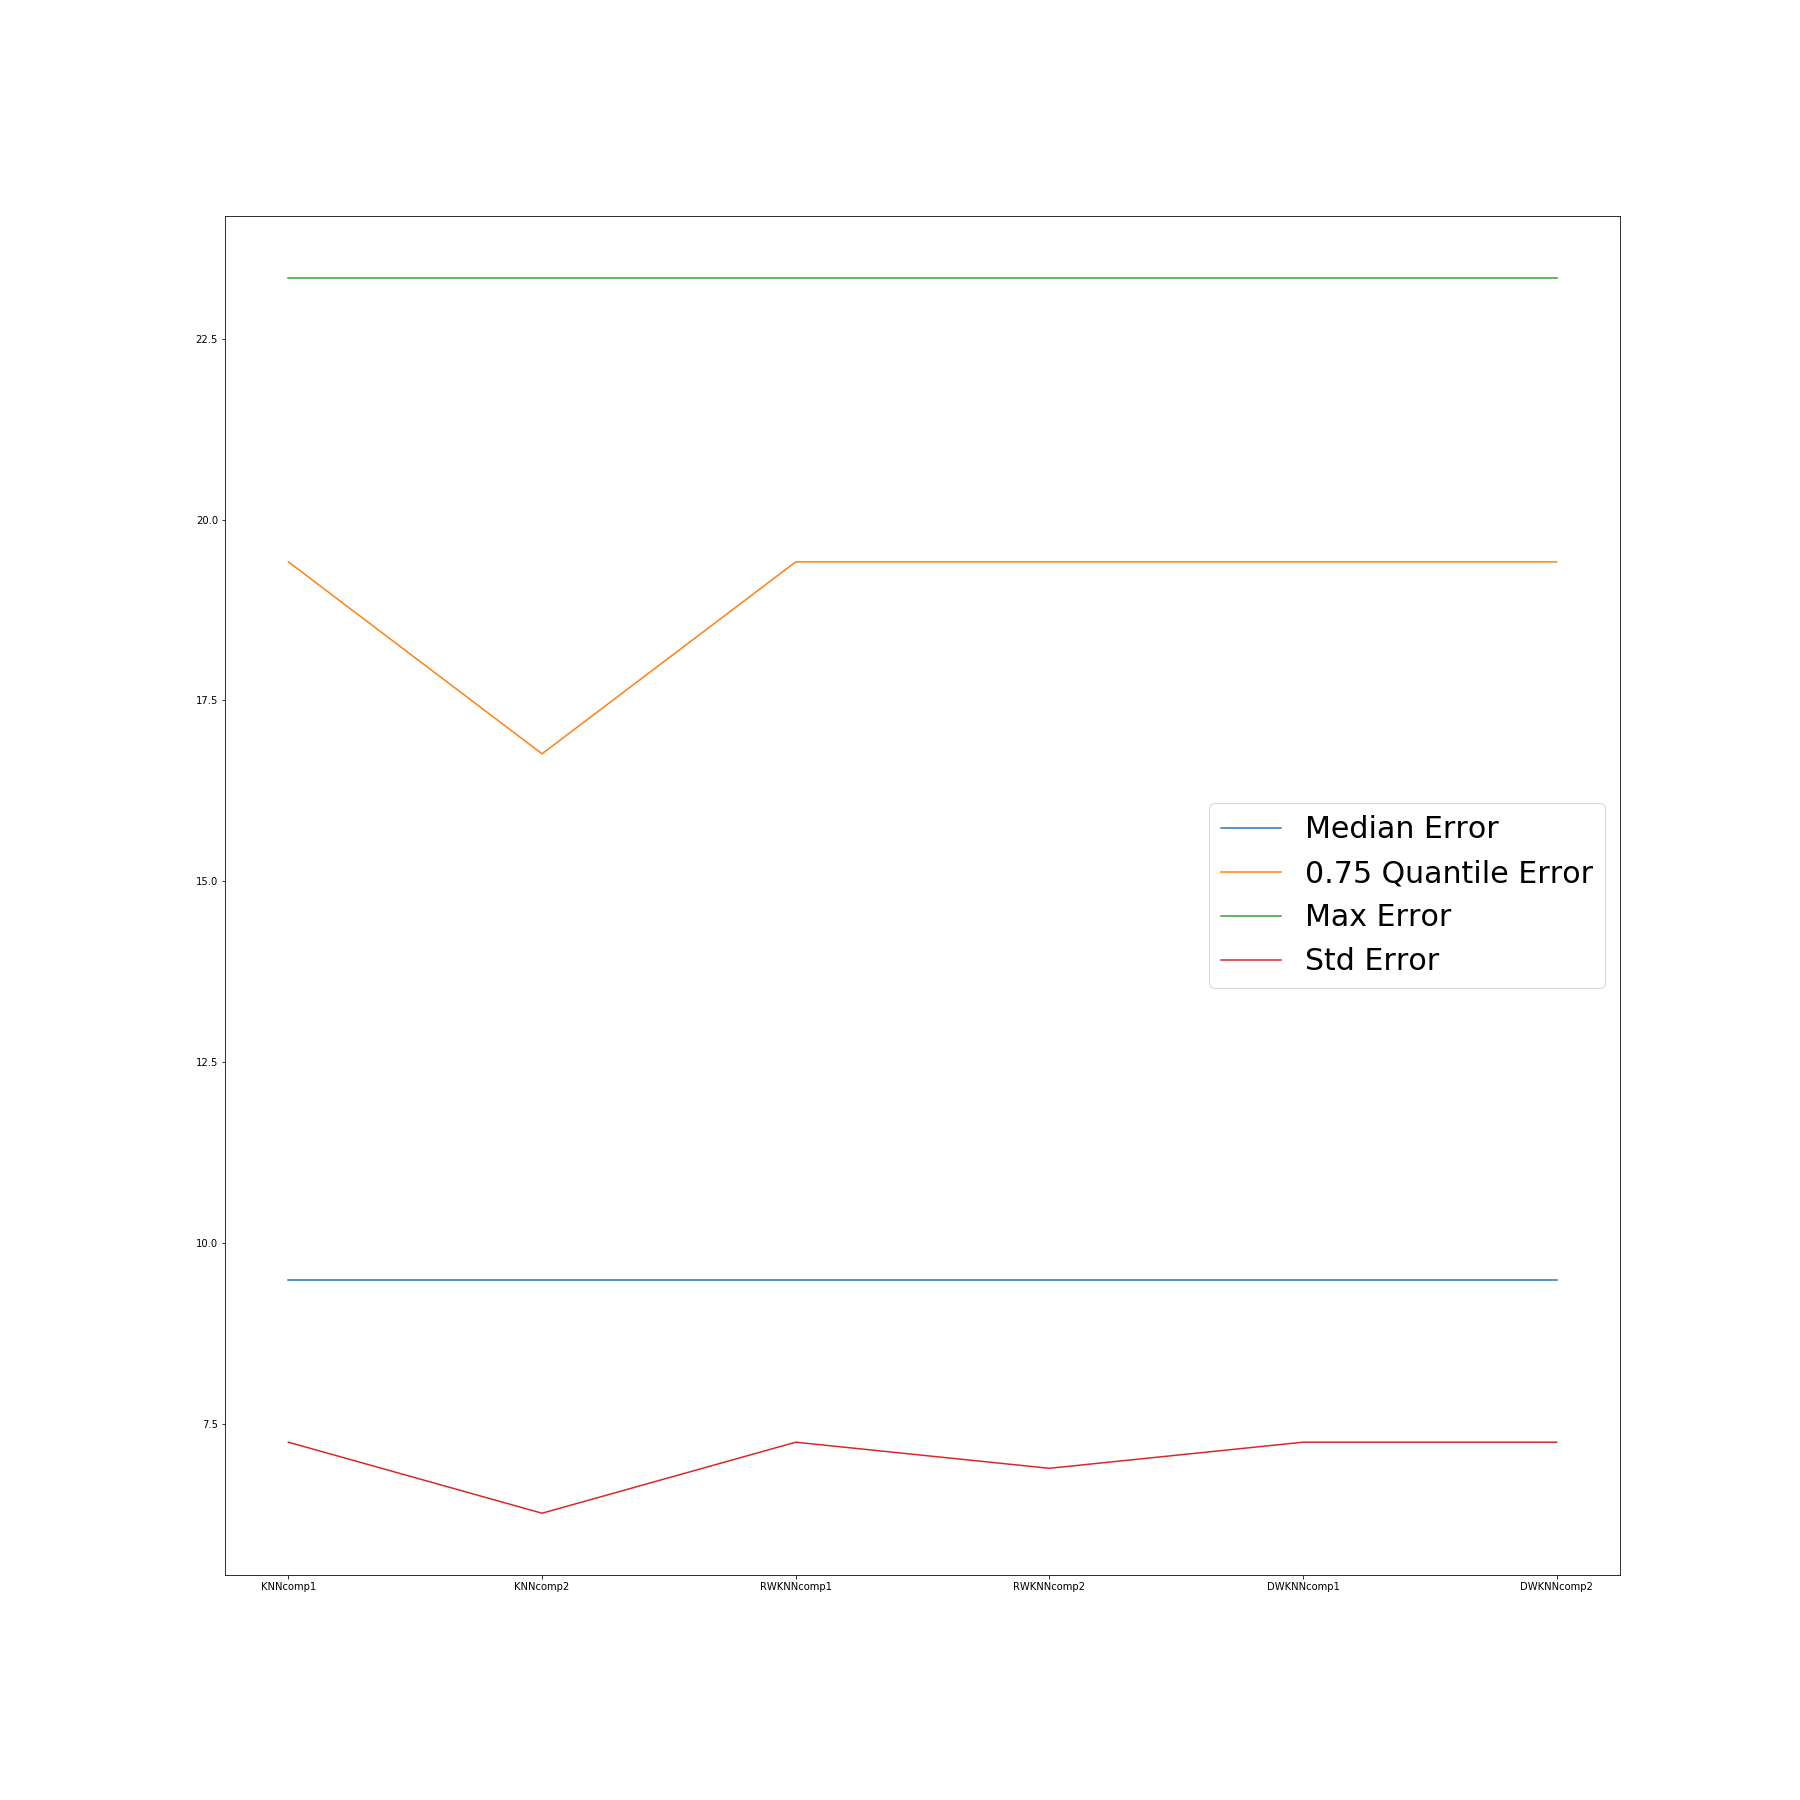 22.5
20.0
17.5
15.0
12.5
10.0
7.5
Median Error
0.75 Quantile Error
Max Error
Std Error
KNNcomp1 KNNcomp2 RWKNNcomp1 RWKNNcomp2 DWKNNcomp1 DWKNNcomp2